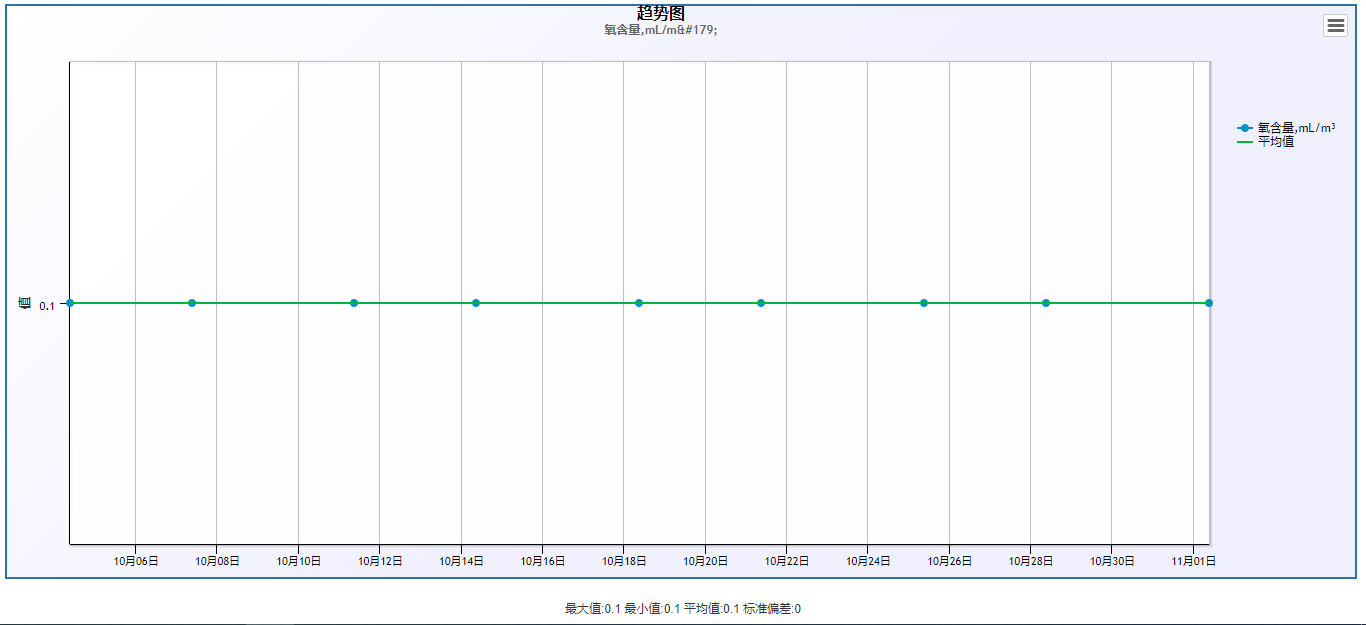 趋势图
氧含量,mL/m&#179;
氧含量,mL/m³
平均值
值
0.1
10月06日 10月08日 10月10日 10月12日 10月14日 10月16日 10月18日 10月20日 10月22日 10月24日 10月26日 10月28日 10月30日 11月01日
最大值:0.1 最小值:0.1 平均值:0.1 标准偏差:0